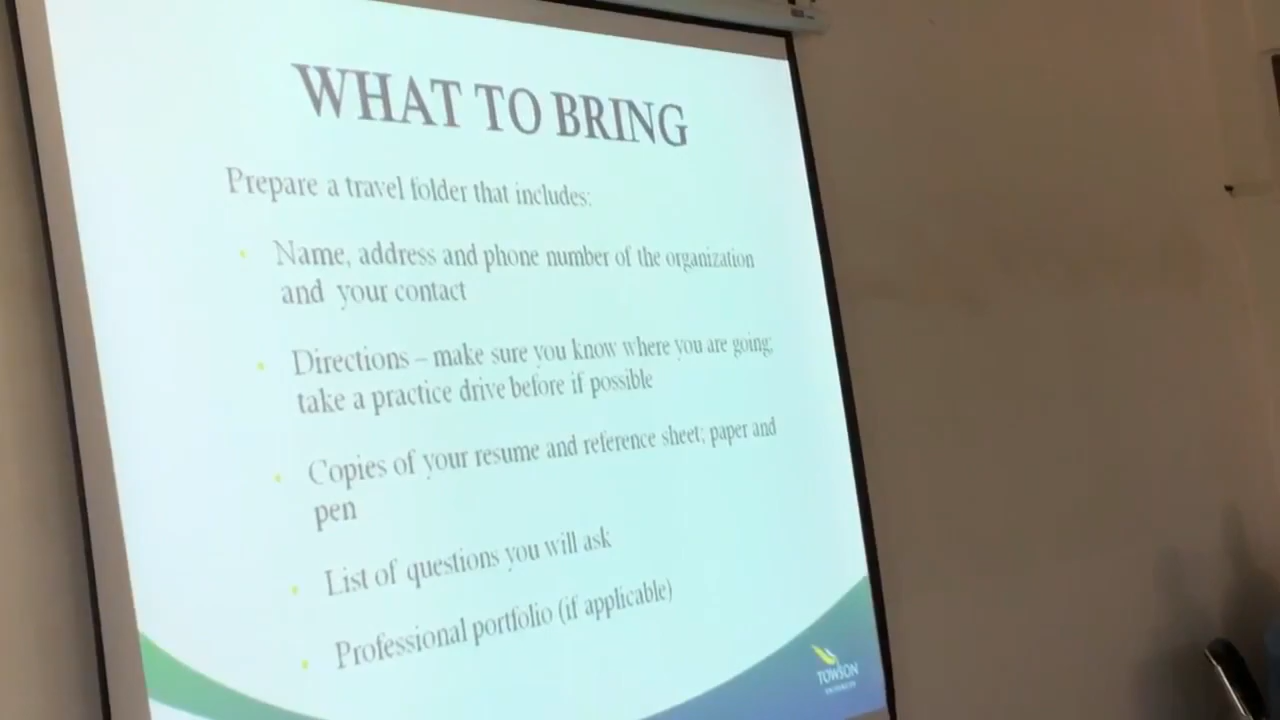 WHAT TO BRING
Prepare a travel folder that includes:
Name, address and phone number of the organization
and your contact
Directions – make sure you know where you are going;
take a practice drive before if possible
Copies of your resume and reference sheet; paper and
pen
List of questions you will ask
Professional portfolio (if applicable)
TOWSON
UNIVERSITY